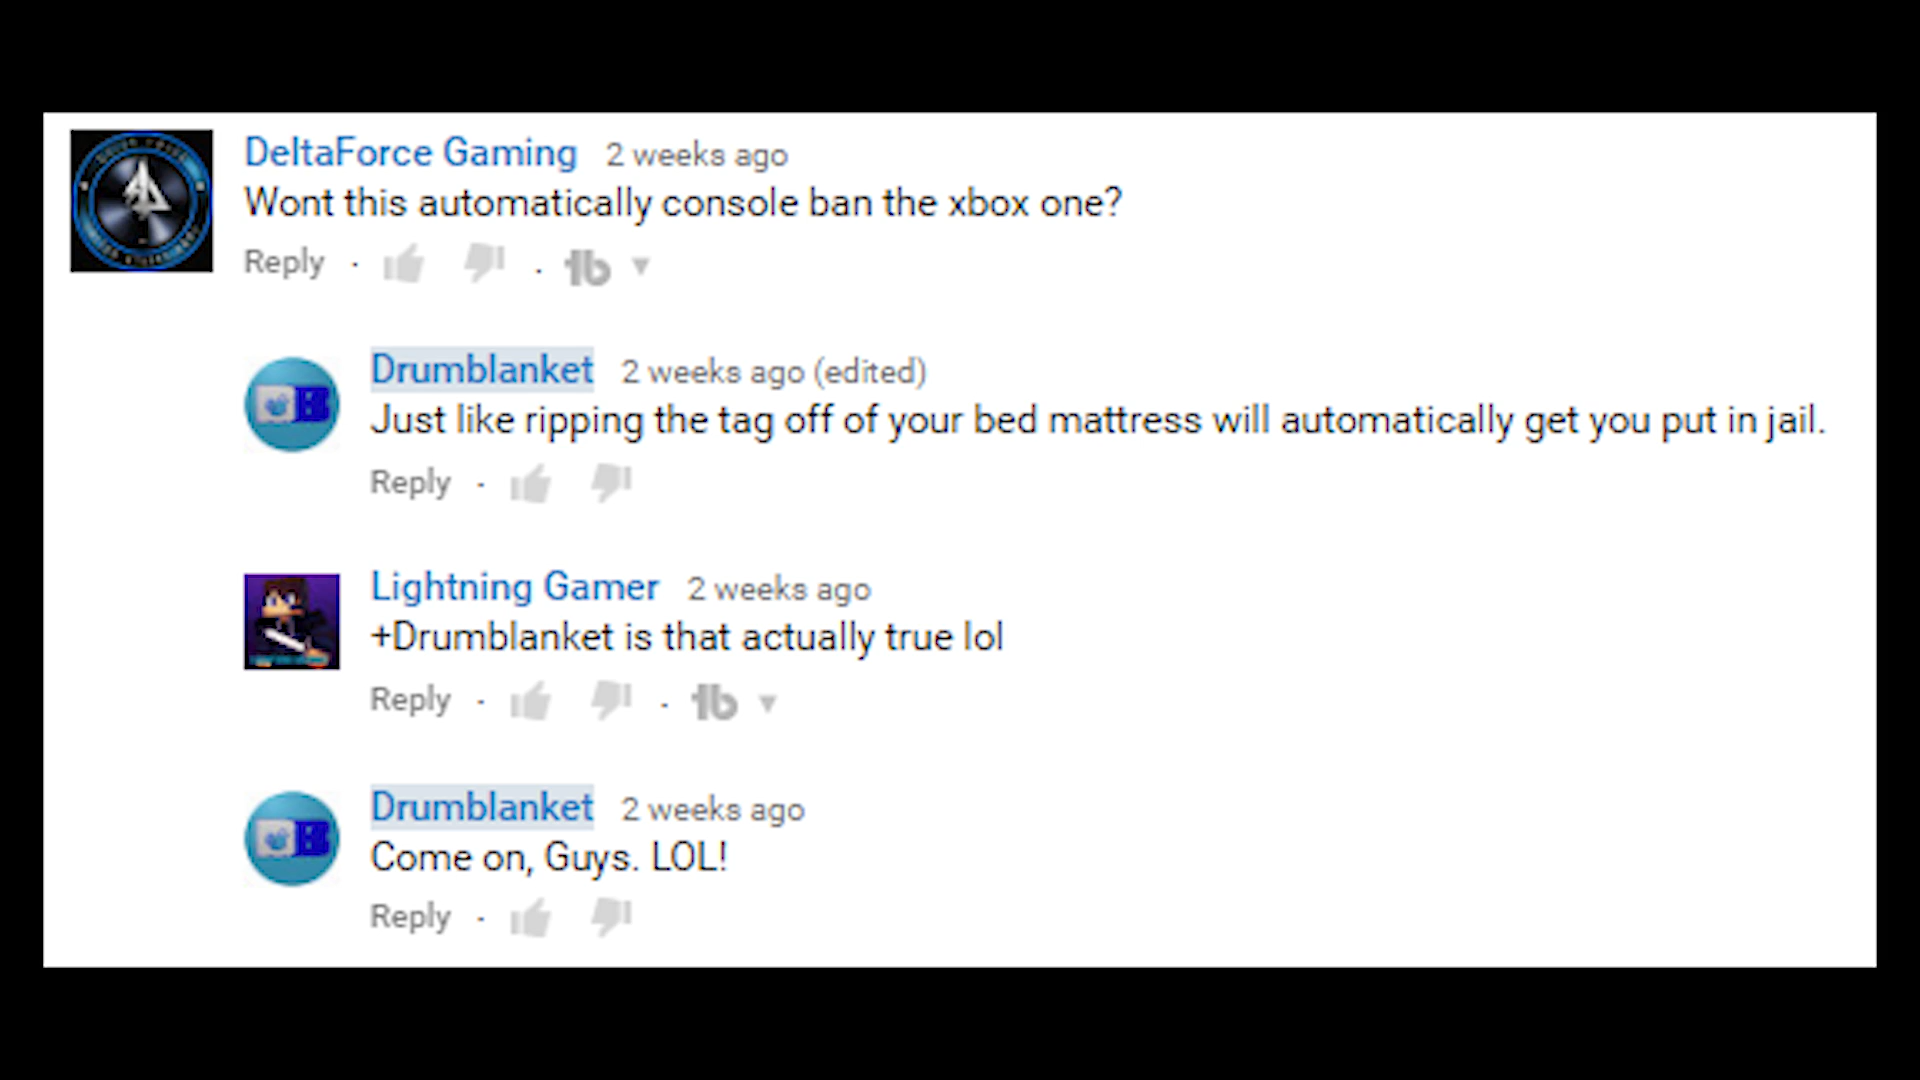 DeltaForce Gaming 2 weeks ago
Wont this automatically console ban the xbox one?
Reply · · tb ▼
Drumblanket 2 weeks ago (edited)
Just like ripping the tag off of your bed mattress will automatically get you put in jail.
Reply ·
Lightning Gamer 2 weeks ago
+Drumblanket is that actually true lol
Reply · · tb ▼
Drumblanket 2 weeks ago
Come on, Guys. LOL!
Reply ·